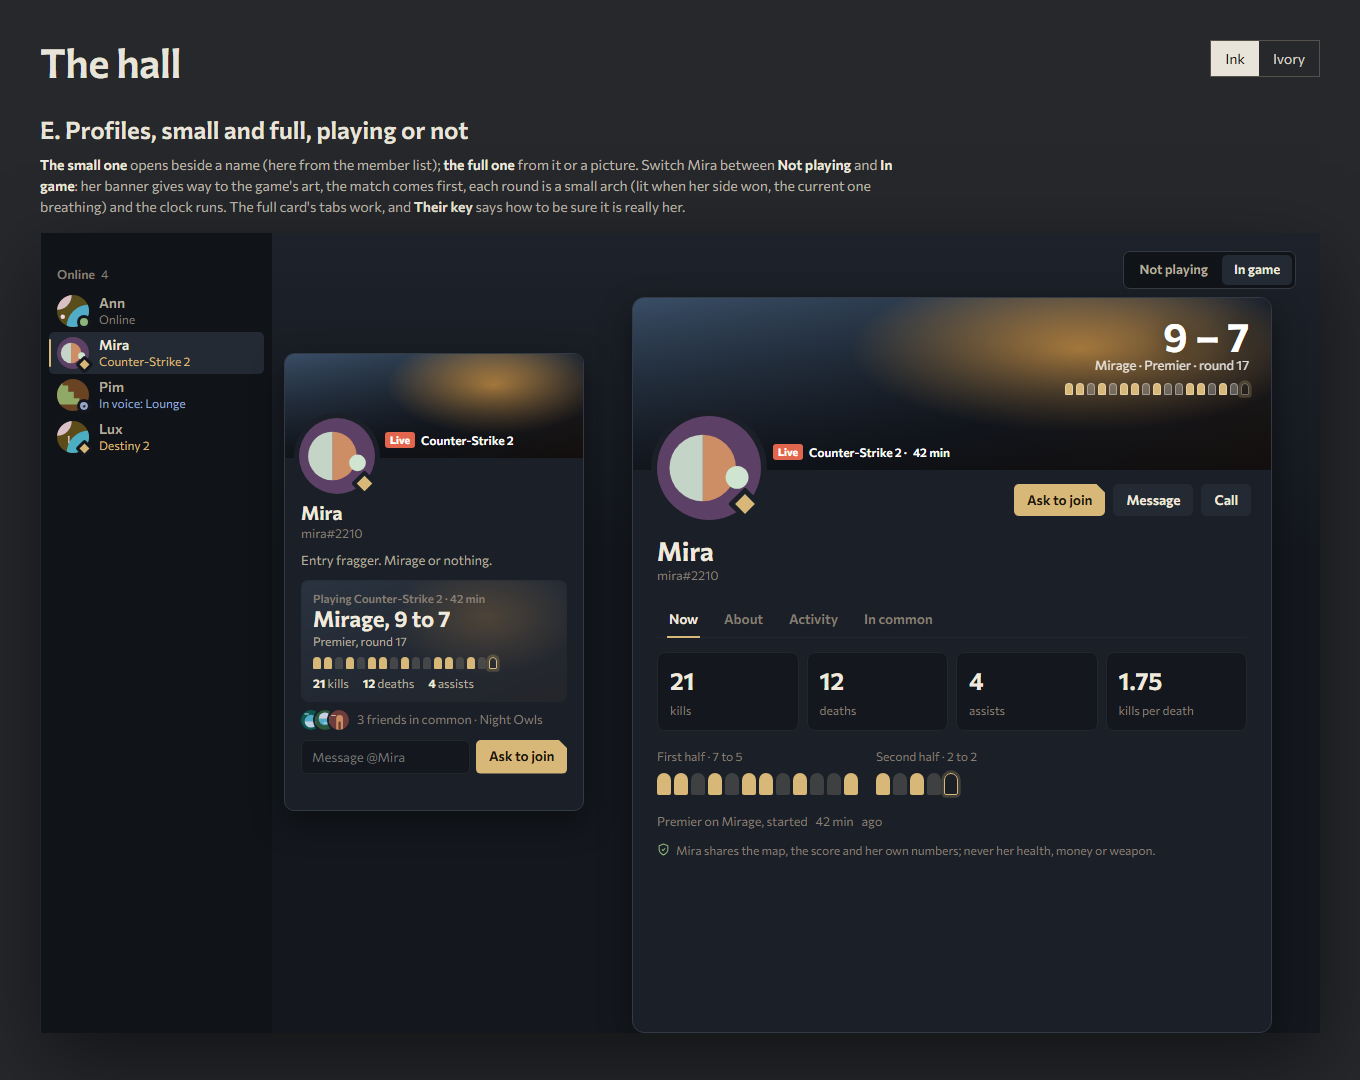 The hall
Ink
Ivory
E. Profiles, small and full, playing or not
The small one opens beside a name (here from the member list); the full one from it or a picture. Switch Mira between Not playing and In
game: her banner gives way to the game's art, the match comes first, each round is a small arch (lit when her side won, the current one
breathing) and the clock runs. The full card's tabs work, and Their key says how to be sure it is really her.
Online 4
Ann
Online
Mira
Counter-Strike 2
Pim
In voice: Lounge
Lux
Destiny 2
Live Counter-Strike 2
Mira
mira#2210
Entry fragger. Mirage or nothing.
Playing Counter-Strike 2 · 42 min
Mirage, 9 to 7
Premier, round 17
21 kills 12 deaths 4 assists
3 friends in common · Night Owls
Message @Mira
Ask to join
Not playing
In game
9 – 7
Mirage · Premier · round 17
Live Counter-Strike 2 · 42 min
Ask to join
Message
Call
Mira
mira#2210
Now About Activity In common
21
kills
12
deaths
4
assists
1.75
kills per death
First half · 7 to 5
Second half · 2 to 2
Premier on Mirage, started 42 min ago
Mira shares the map, the score and her own numbers; never her health, money or weapon.